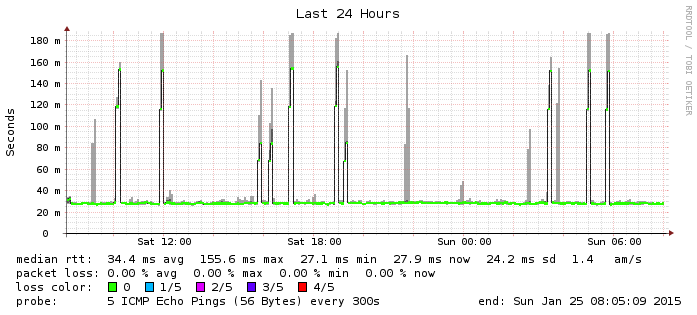 Last 24 Hours
RRDTOOL / TOBI OETIKER
Seconds
180 m
160 m
140 m
120 m
100 m
80 m
60 m
40 m
20 m
0
Sat 12:00 Sat 18:00 Sun 00:00 Sun 06:00
median rtt: 34.4 ms avg 155.6 ms max 27.1 ms min 27.9 ms now 24.2 ms sd 1.4 am/s
packet loss: 0.00 % avg 0.00 % max 0.00 % min 0.00 % now
loss color: 0 1/5 2/5 3/5 4/5
probe: 5 ICMP Echo Pings (56 Bytes) every 300s end: Sun Jan 25 08:05:09 2015